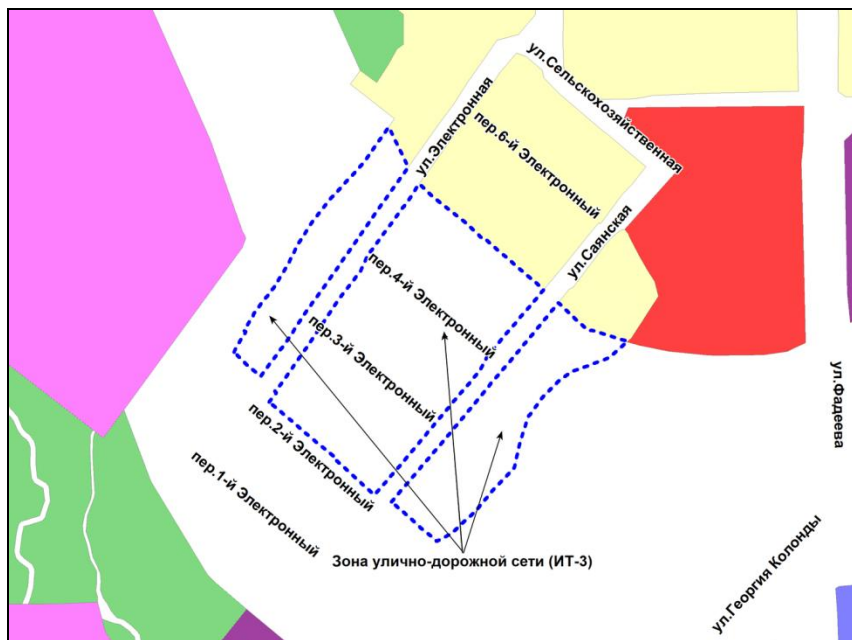 ул.Сельскохозяйственная
ул.Электронная
пер.6-й Электронный
ул.Саянская
пер.4-й Электронный
пер.3-й Электронный
ул.Фадеева
пер.2-й Электронный
пер.1-й Электронный
Зона улично-дорожной сети (ИТ-3)
ул.Георгия Колонды